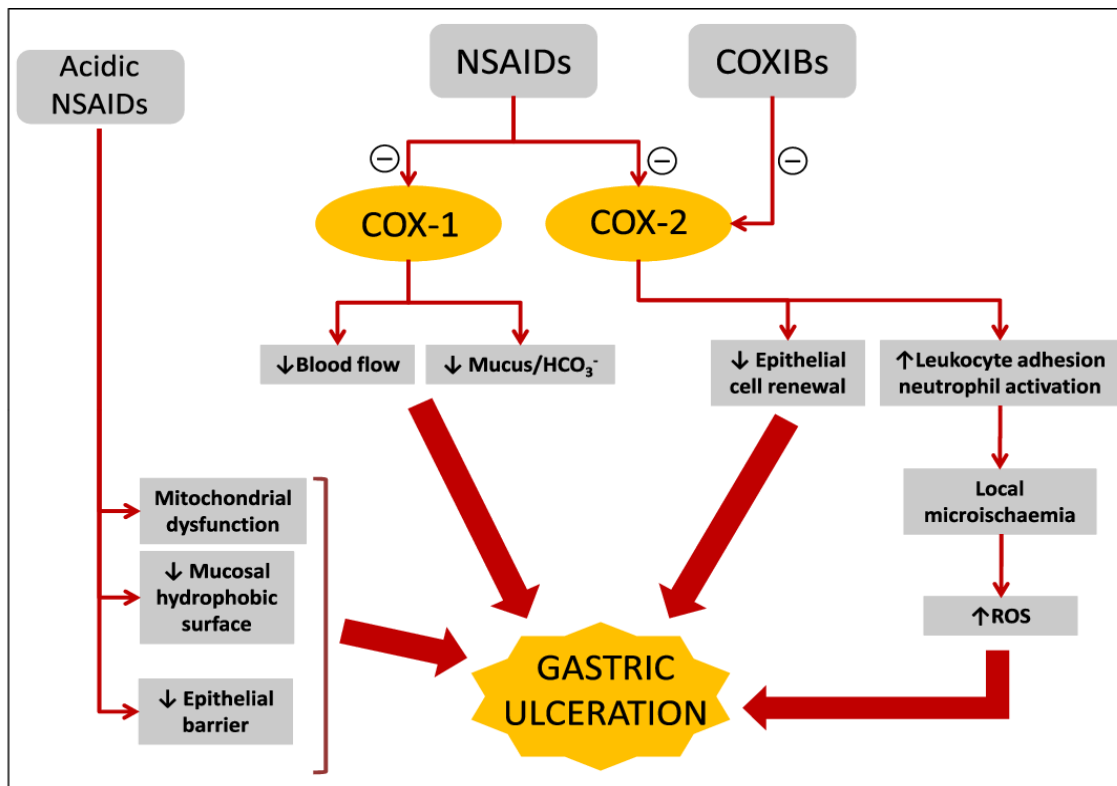 Acidic
NSAIDs
NSAIDs
COXIBs
⊖
⊖
⊖
COX-1
COX-2
↓Blood flow
↓ Mucus/HCO₃⁻
↓ Epithelial
cell renewal
↑Leukocyte adhesion
neutrophil activation
Mitochondrial
dysfunction
↓ Mucosal
hydrophobic
surface
↓ Epithelial
barrier
Local
microischaemia
↑ROS
GASTRIC
ULCERATION